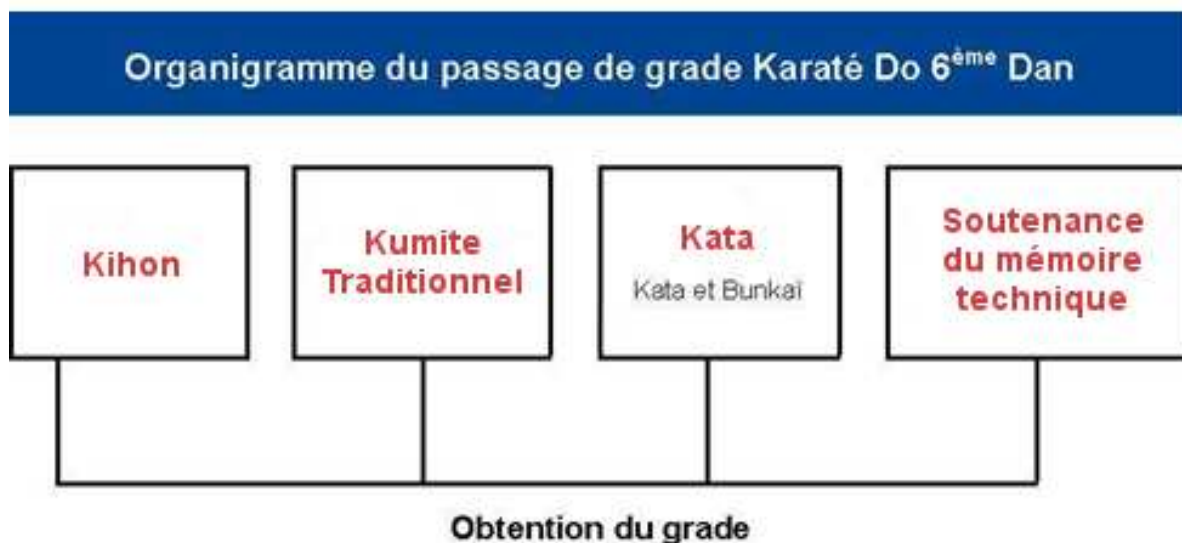 Organigramme du passage de grade Karaté Do 6ème Dan
Kihon
Kumite
Traditionnel
Kata
Kata et Bunkaï
Soutenance
du mémoire
technique
Obtention du grade